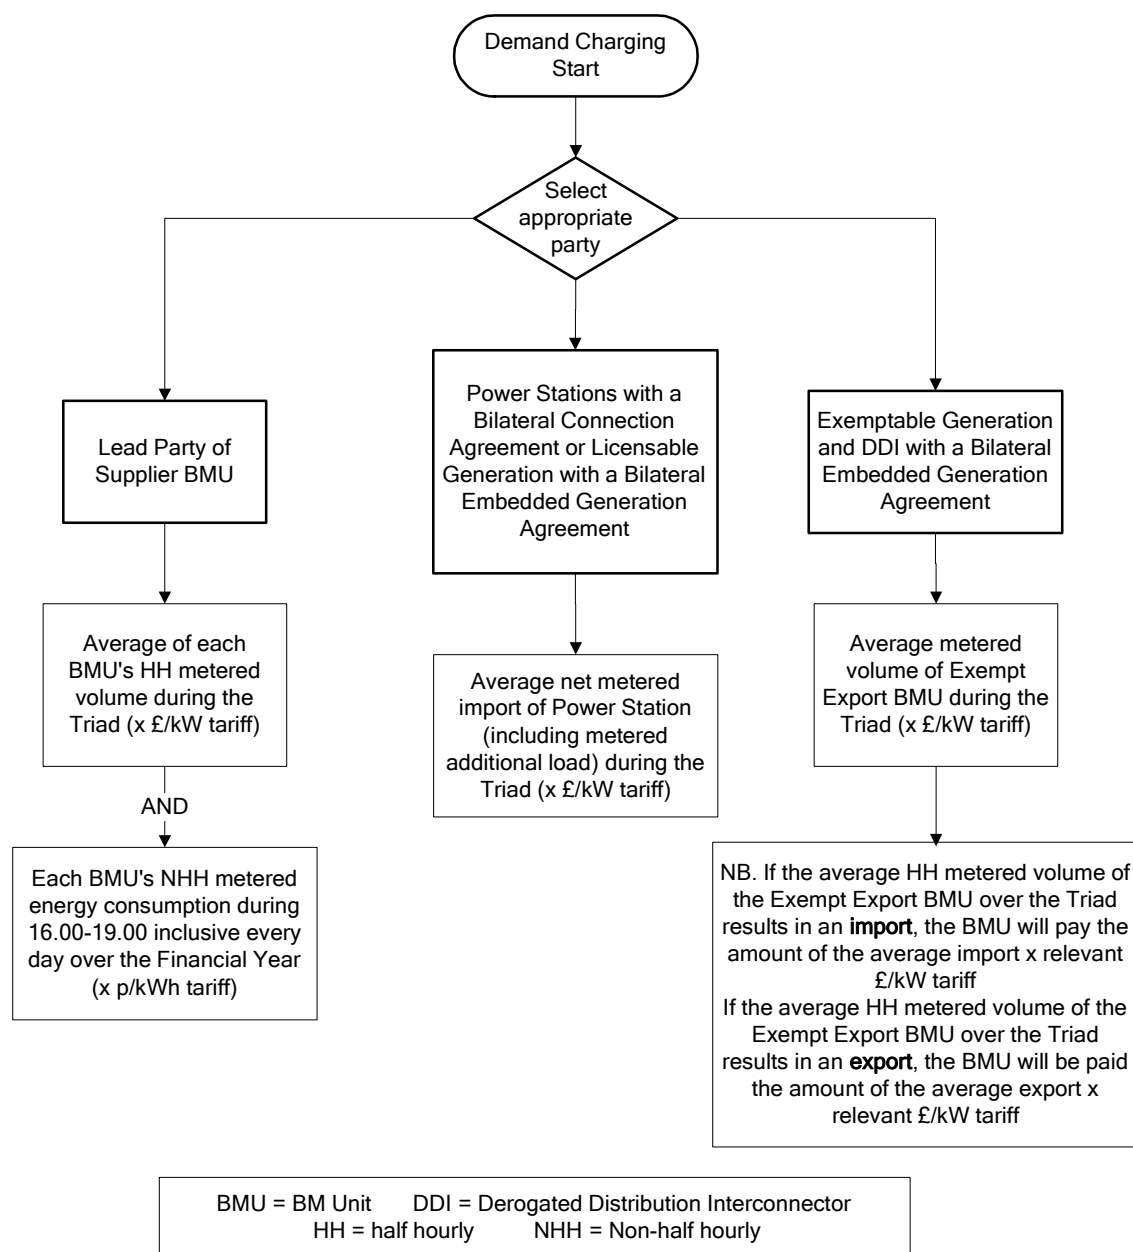 Demand Charging
Start
Select
appropriate
party
Lead Party of
Supplier BMU
Power Stations with a
Bilateral Connection
Agreement or Licensable
Generation with a Bilateral
Embedded Generation
Agreement
Exemptable Generation
and DDI with a Bilateral
Embedded Generation
Agreement
Average of each
BMU's HH metered
volume during the
Triad (x £/kW tariff)
Average net metered
import of Power Station
(including metered
additional load) during the
Triad (x £/kW tariff)
Average metered
volume of Exempt
Export BMU during the
Triad (x £/kW tariff)
AND
Each BMU's NHH metered
energy consumption during
16.00-19.00 inclusive every
day over the Financial Year
(x p/kWh tariff)
NB. If the average HH metered volume of
the Exempt Export BMU over the Triad
results in an import, the BMU will pay the
amount of the average import x relevant
£/kW tariff
If the average HH metered volume of the
Exempt Export BMU over the Triad
results in an export, the BMU will be paid
the amount of the average export x
relevant £/kW tariff
BMU = BM Unit DDI = Derogated Distribution Interconnector
HH = half hourly NHH = Non-half hourly